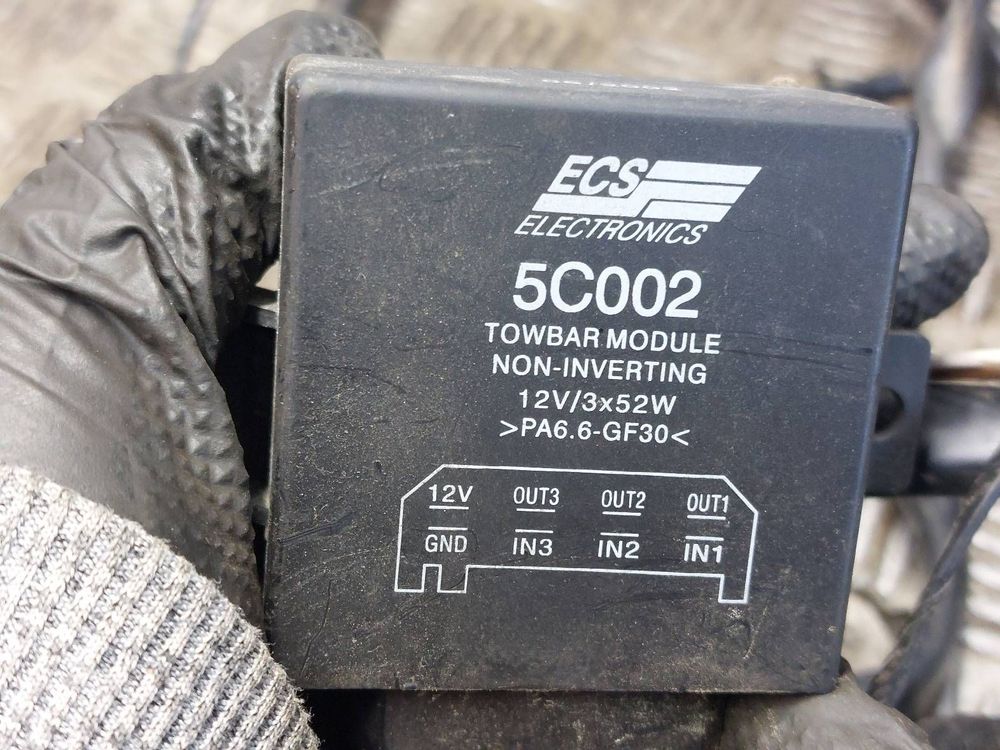 ECS
ELECTRONICS
5C002
TOWBAR MODULE
NON-INVERTING
12V/3x52W
>PA6.6-GF30<
12V OUT3 OUT2 OUT1
GND IN3 IN2 IN1